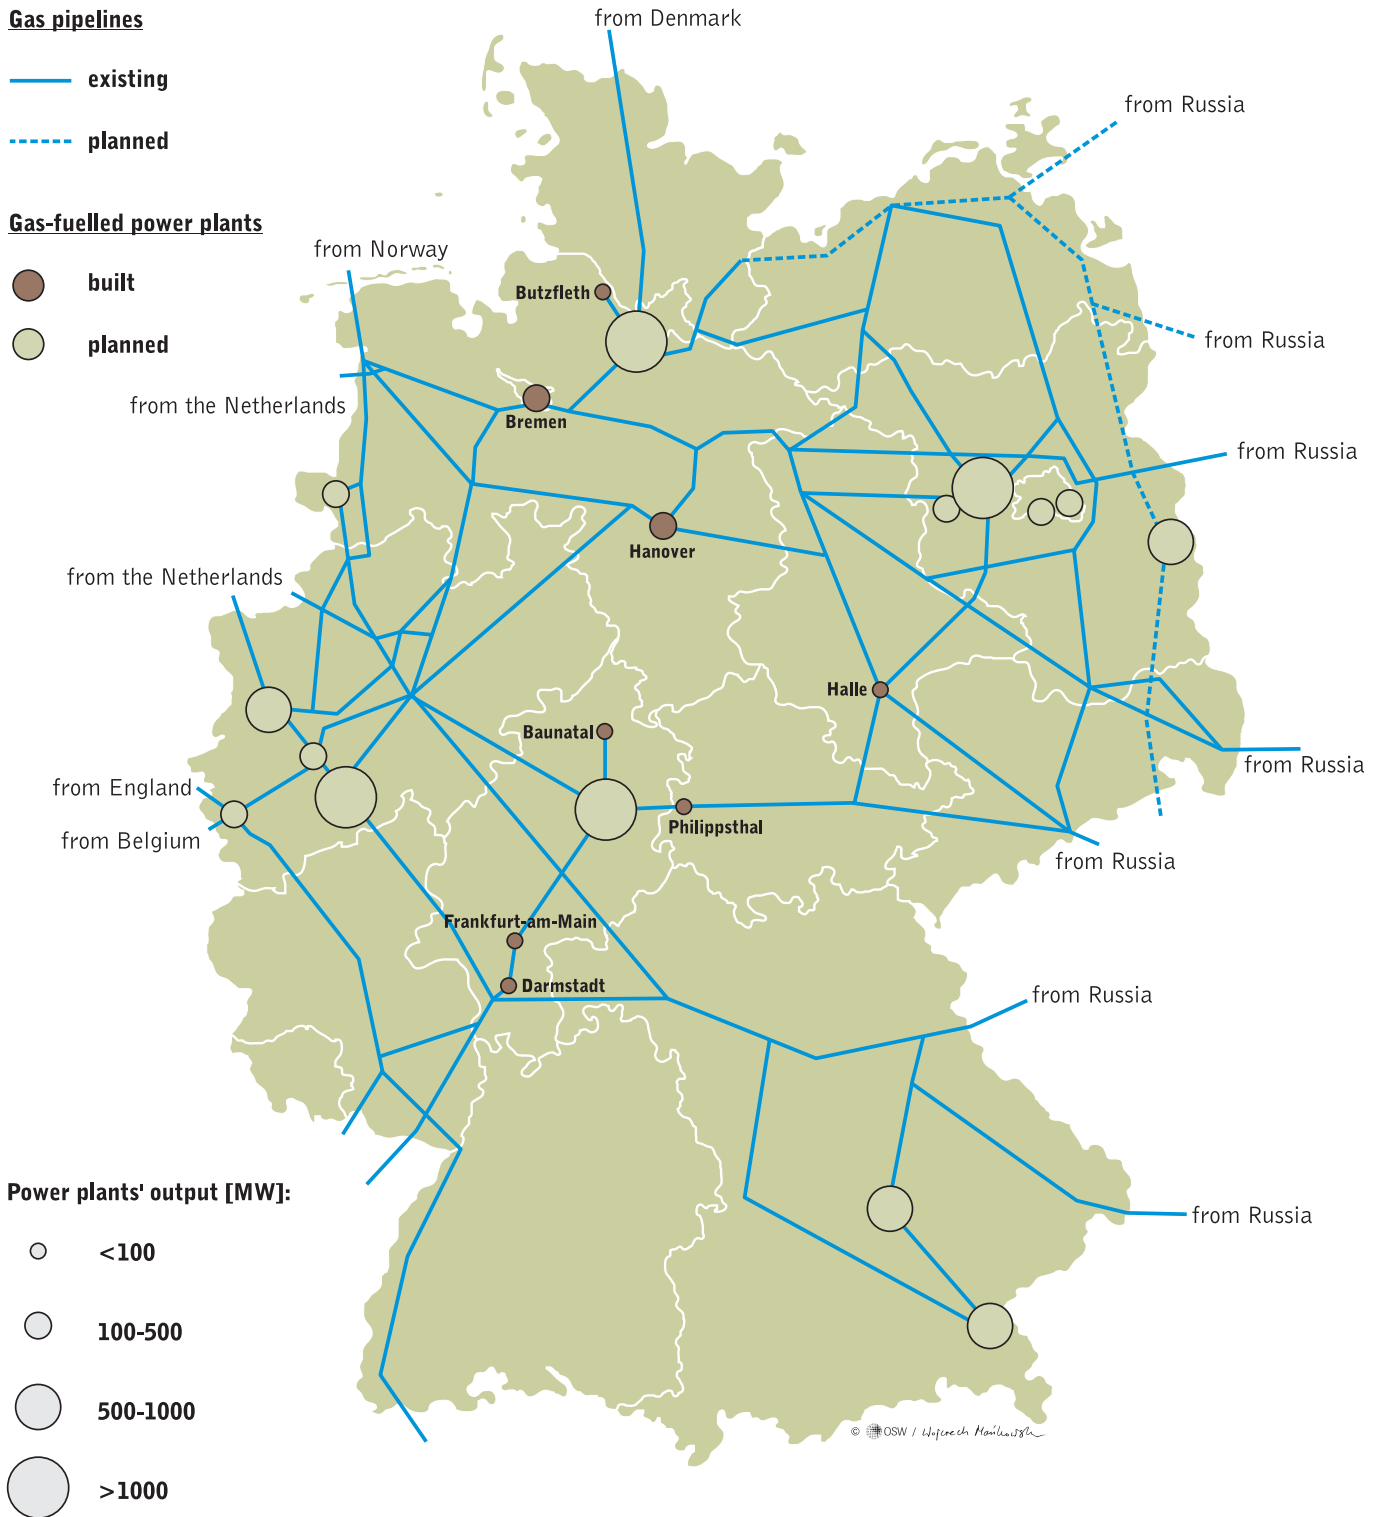 Gas pipelines
existing
planned
Gas-fuelled power plants
built
planned
from Denmark
from Russia
from Norway
Butzfleth
from Russia
from the Netherlands
Bremen
from Russia
Hanover
from the Netherlands
Halle
Baunatal
from Russia
from England
Philippsthal
from Belgium
from Russia
Frankfurt-am-Main
Darmstadt
from Russia
Power plants' output [MW]:
from Russia
<100
100-500
500-1000
>1000
© OSW / Wojciech Mańkowski